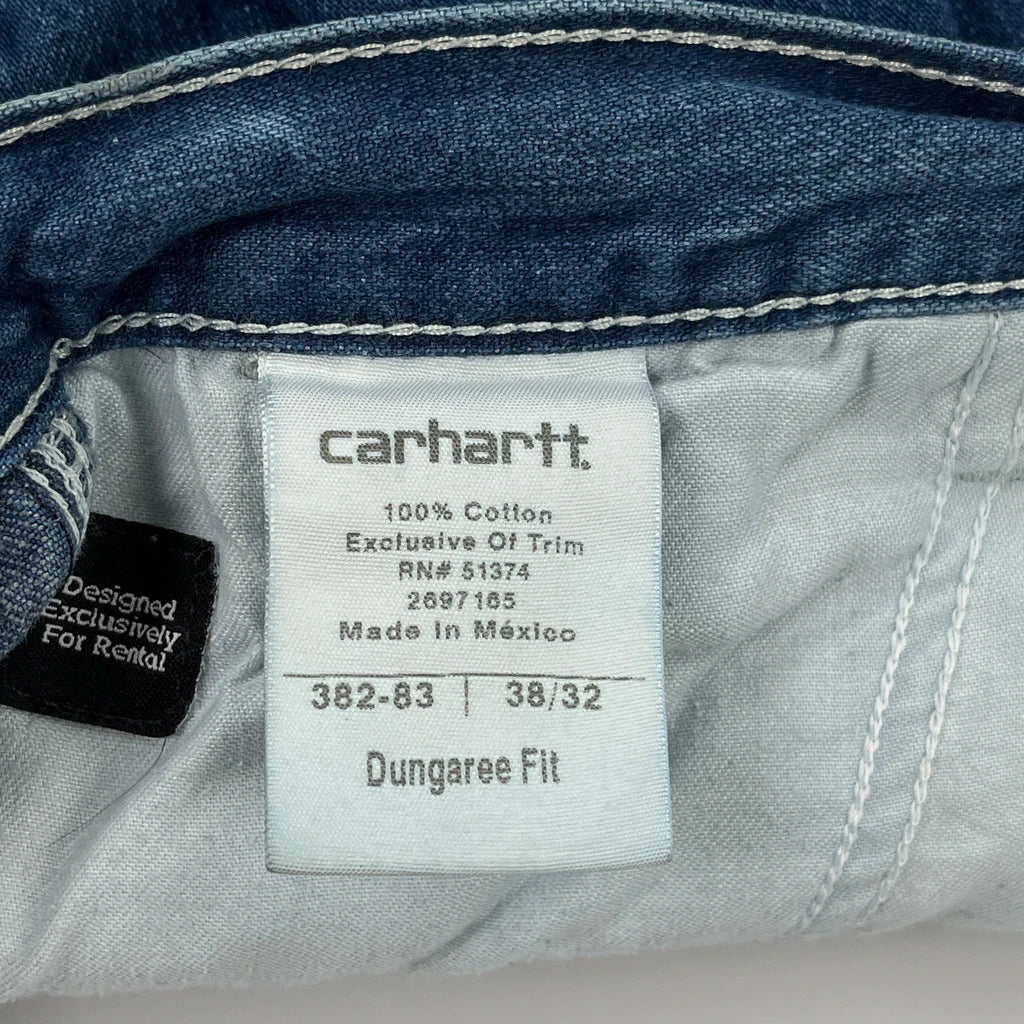 carhartt
100% Cotton
Exclusive Of Trim
RN# 51374
2697165
Made In México
382-83 | 38/32
Dungaree Fit
Designed
Exclusively
For Rental